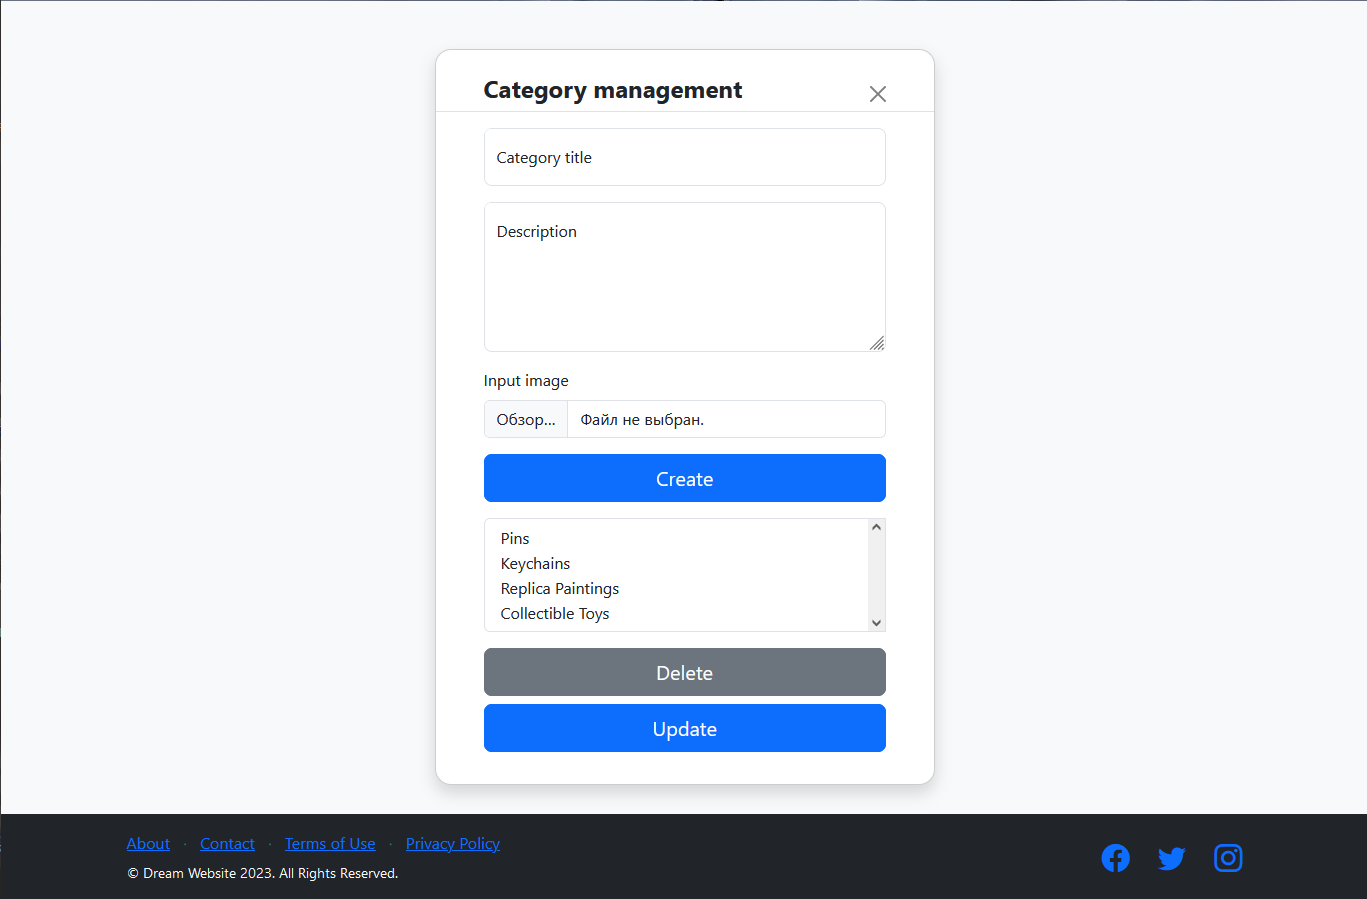 Category management
Category title
Description
Input image
Обзор... Файл не выбран.
Create
Pins
Keychains
Replica Paintings
Collectible Toys
Delete
Update
About · Contact · Terms of Use · Privacy Policy
© Dream Website 2023. All Rights Reserved.